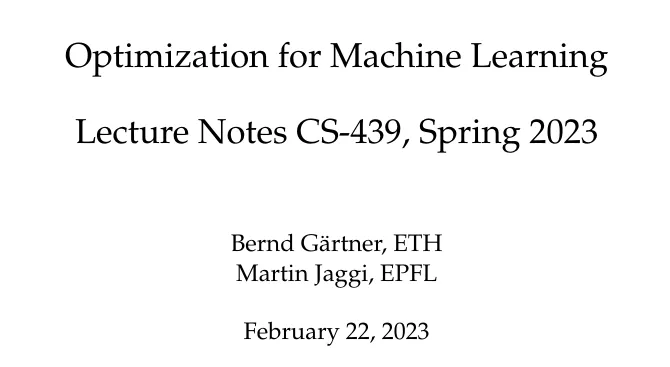 Optimization for Machine Learning
Lecture Notes CS-439, Spring 2023
Bernd Gärtner, ETH
Martin Jaggi, EPFL
February 22, 2023